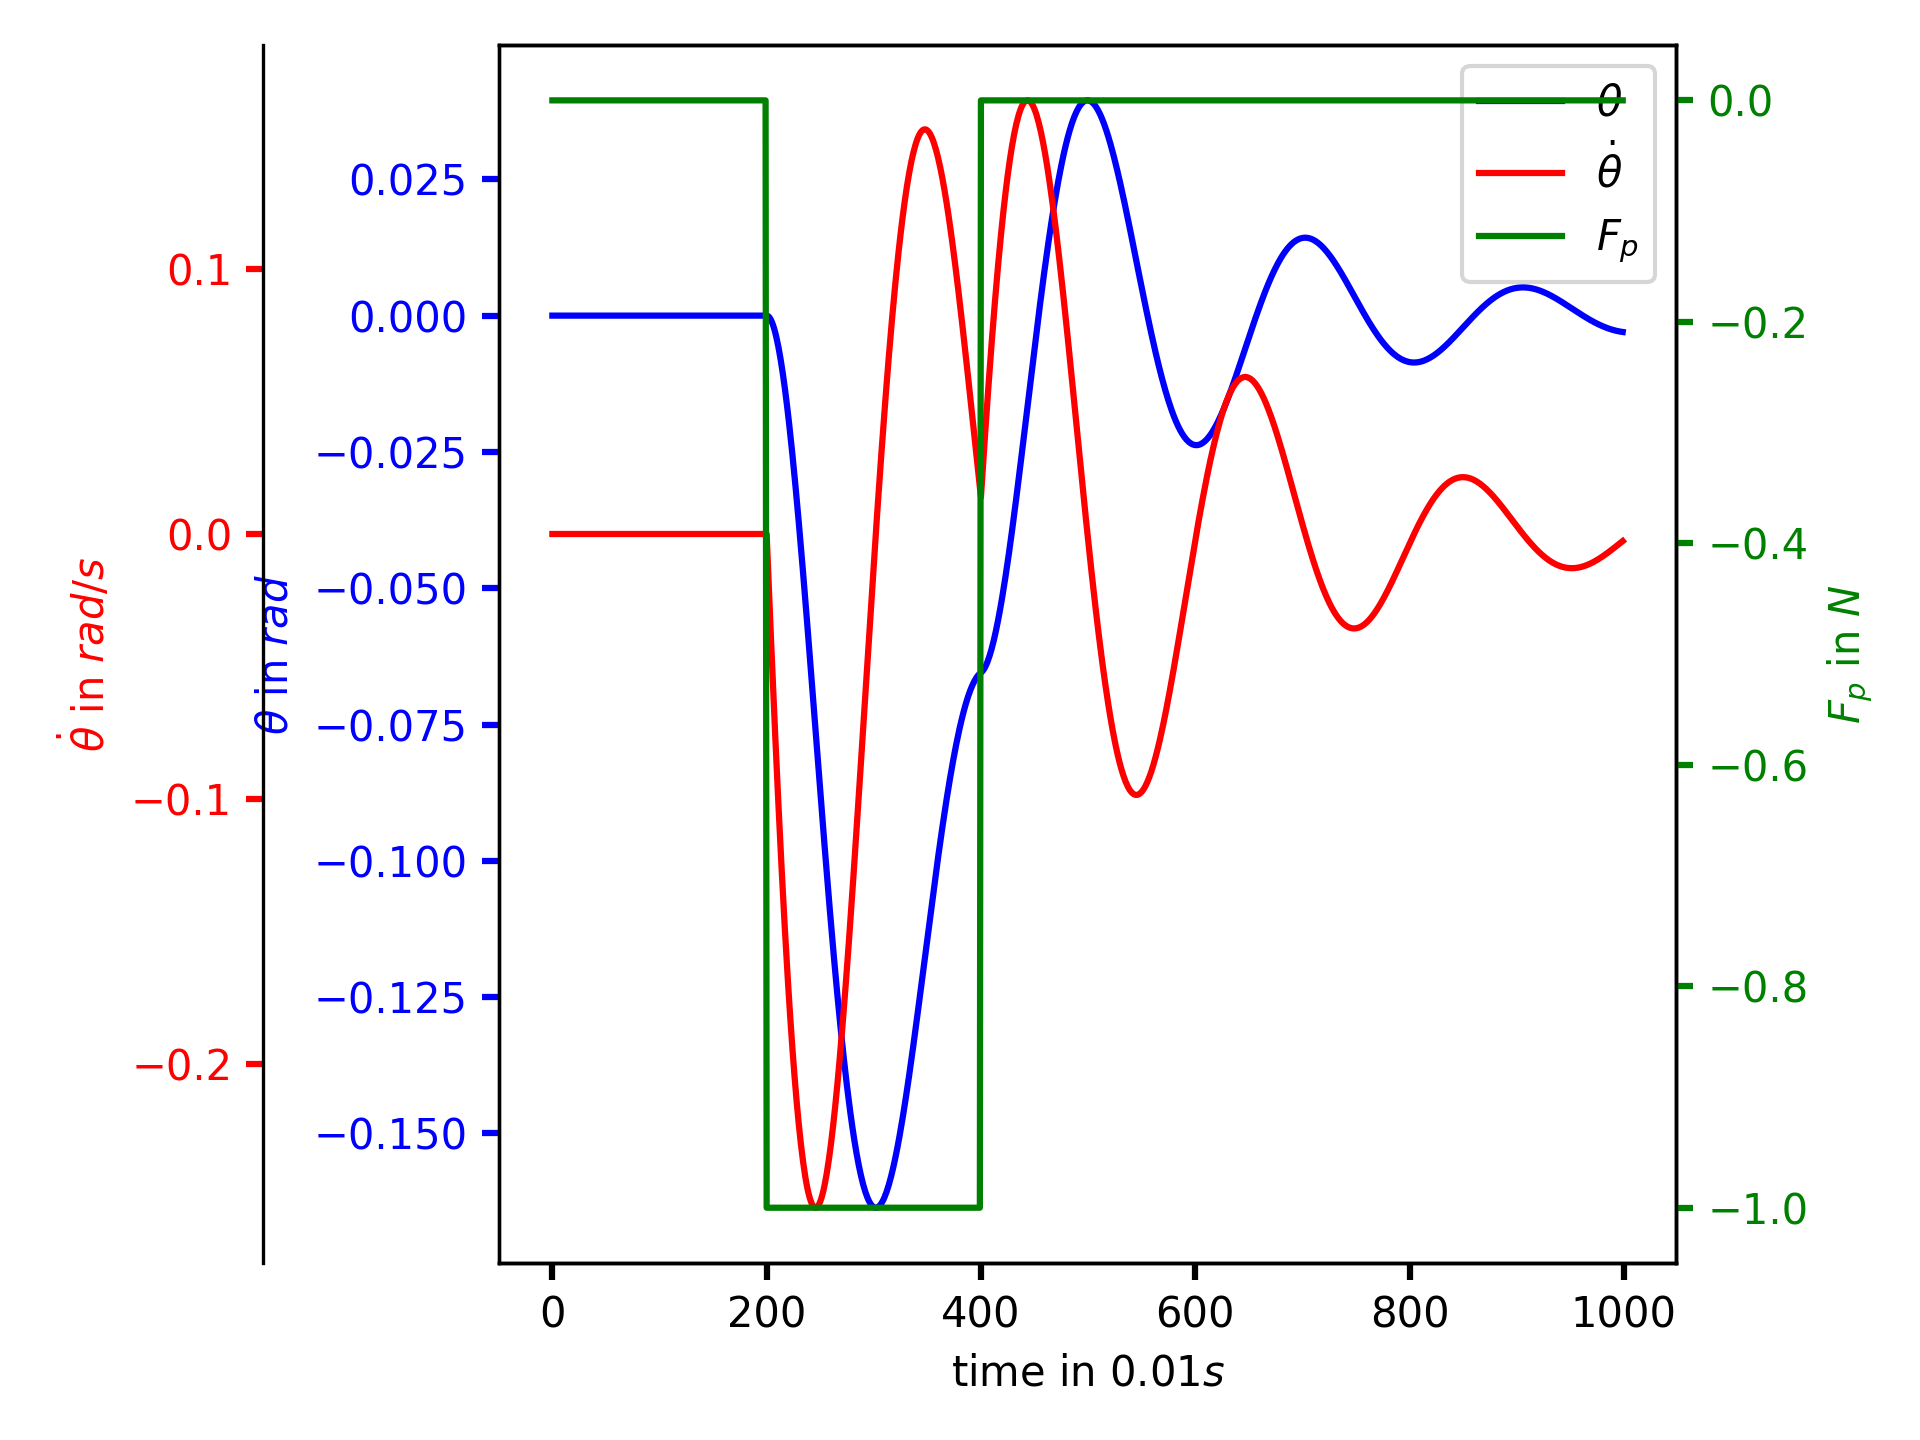 θ
θ̇
F_p
0.025
0.000
−0.025
−0.050
−0.075
−0.100
−0.125
−0.150
θ in rad
0.1
0.0
−0.1
−0.2
θ̇ in rad/s
0.0
−0.2
−0.4
−0.6
−0.8
−1.0
F_p in N
0 200 400 600 800 1000
time in 0.01s